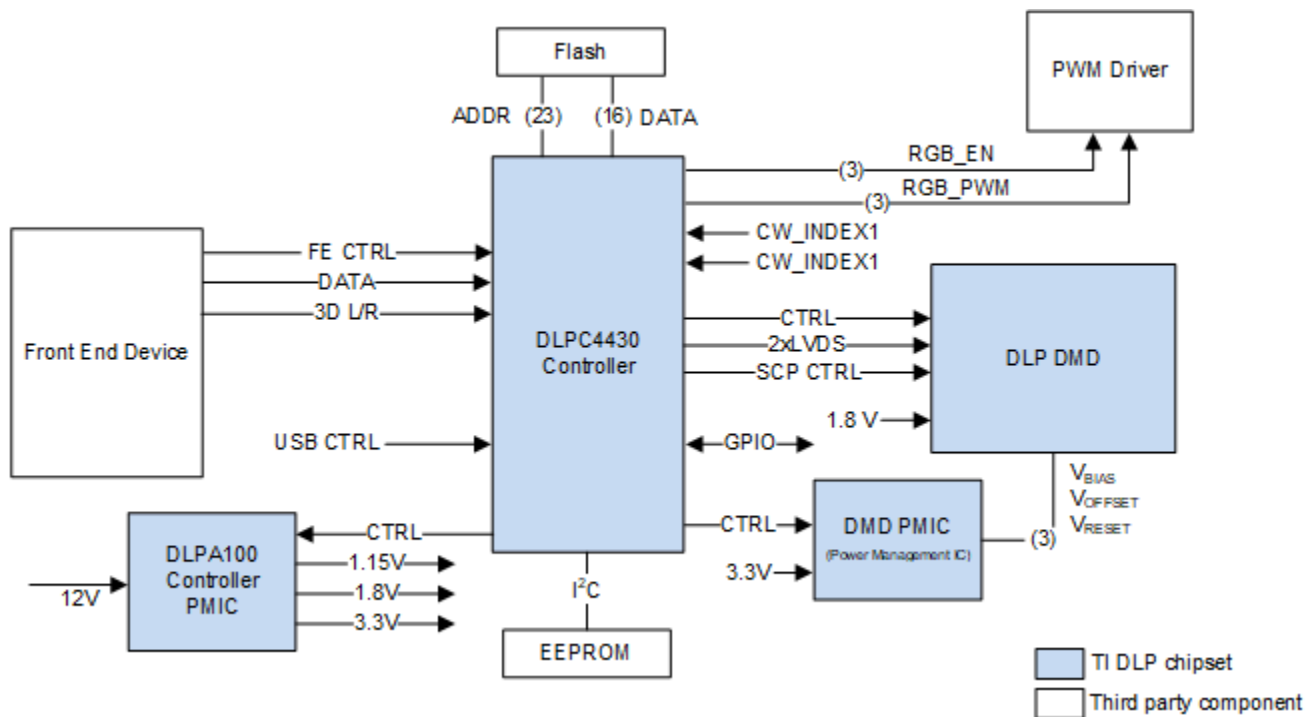 Flash
PWM Driver
ADDR (23) (16) DATA
RGB_EN
(3)
RGB_PWM
(3)
CW_INDEX1
CW_INDEX1
Front End Device
FE CTRL
DATA
3D L/R
DLPC4430
Controller
CTRL
2xLVDS
SCP CTRL
DLP DMD
1.8 V
USB CTRL
GPIO
VBIAS
VOFFSET
VRESET
(3)
CTRL
DMD PMIC
(Power Management IC)
3.3V
CTRL
DLPA100
Controller
PMIC
12V
1.15V
1.8V
3.3V
I²C
EEPROM
TI DLP chipset
Third party component